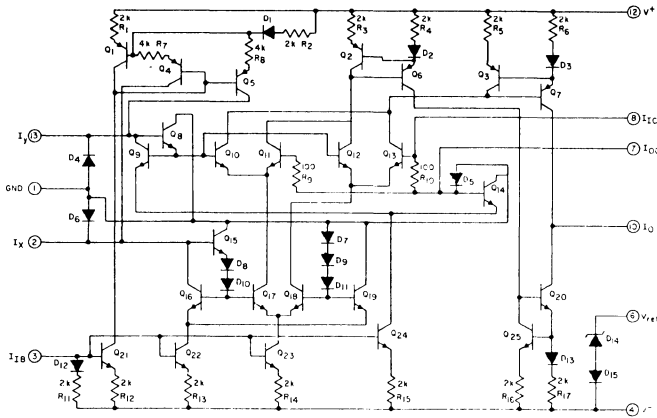 2k R1
D1
2k R2
2k R3
2k R4
2k R5
2k R6
12 V+
Q1
4k R7
Q4
4k R8
Q5
Q2
D2
Q6
Q3
D3
Q7
8
13 Iy
Q8
Q9
Q10
Q11
Q12
Q13
7
D4
100 R9
100 R10
D5
Q14
GND 1
D6
10 IO
IX 2
Q15
D7
D8
D9
D10
D11
Q16
Q17
Q18
Q19
Q20
Q24
Q25
6
D14
IIB 3
D12
Q21
Q22
Q23
D13
D15
2k R11
2k R12
2k R13
2k R14
2k R15
2k R16
2k R17
4